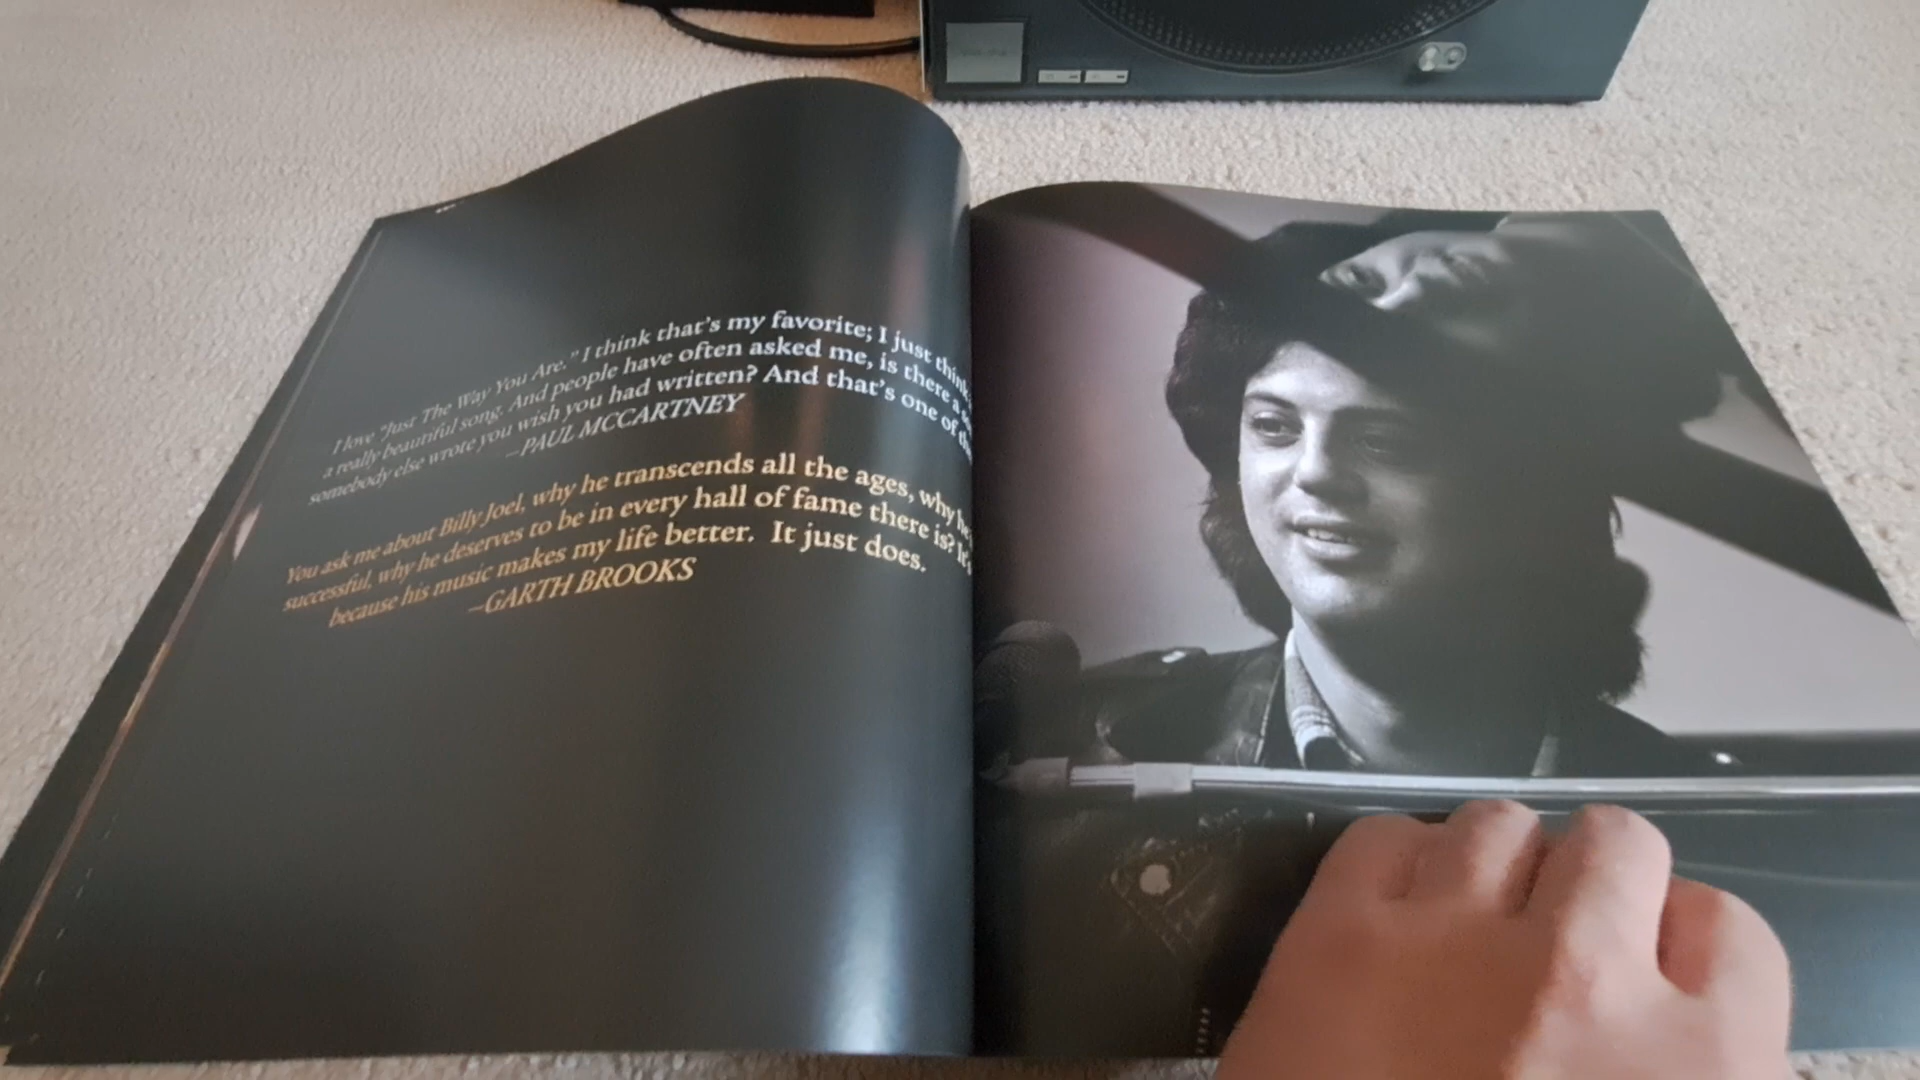 I love "Just The Way You Are." I think that's my favorite; I just think
a really beautiful song. And people have often asked me, is there a
somebody else wrote you wish you had written? And that's one of
–PAUL MCCARTNEY
You ask me about Billy Joel, why he transcends all the ages, why he
successful, why he deserves to be in every hall of fame there is? It's
because his music makes my life better. It just does.
–GARTH BROOKS